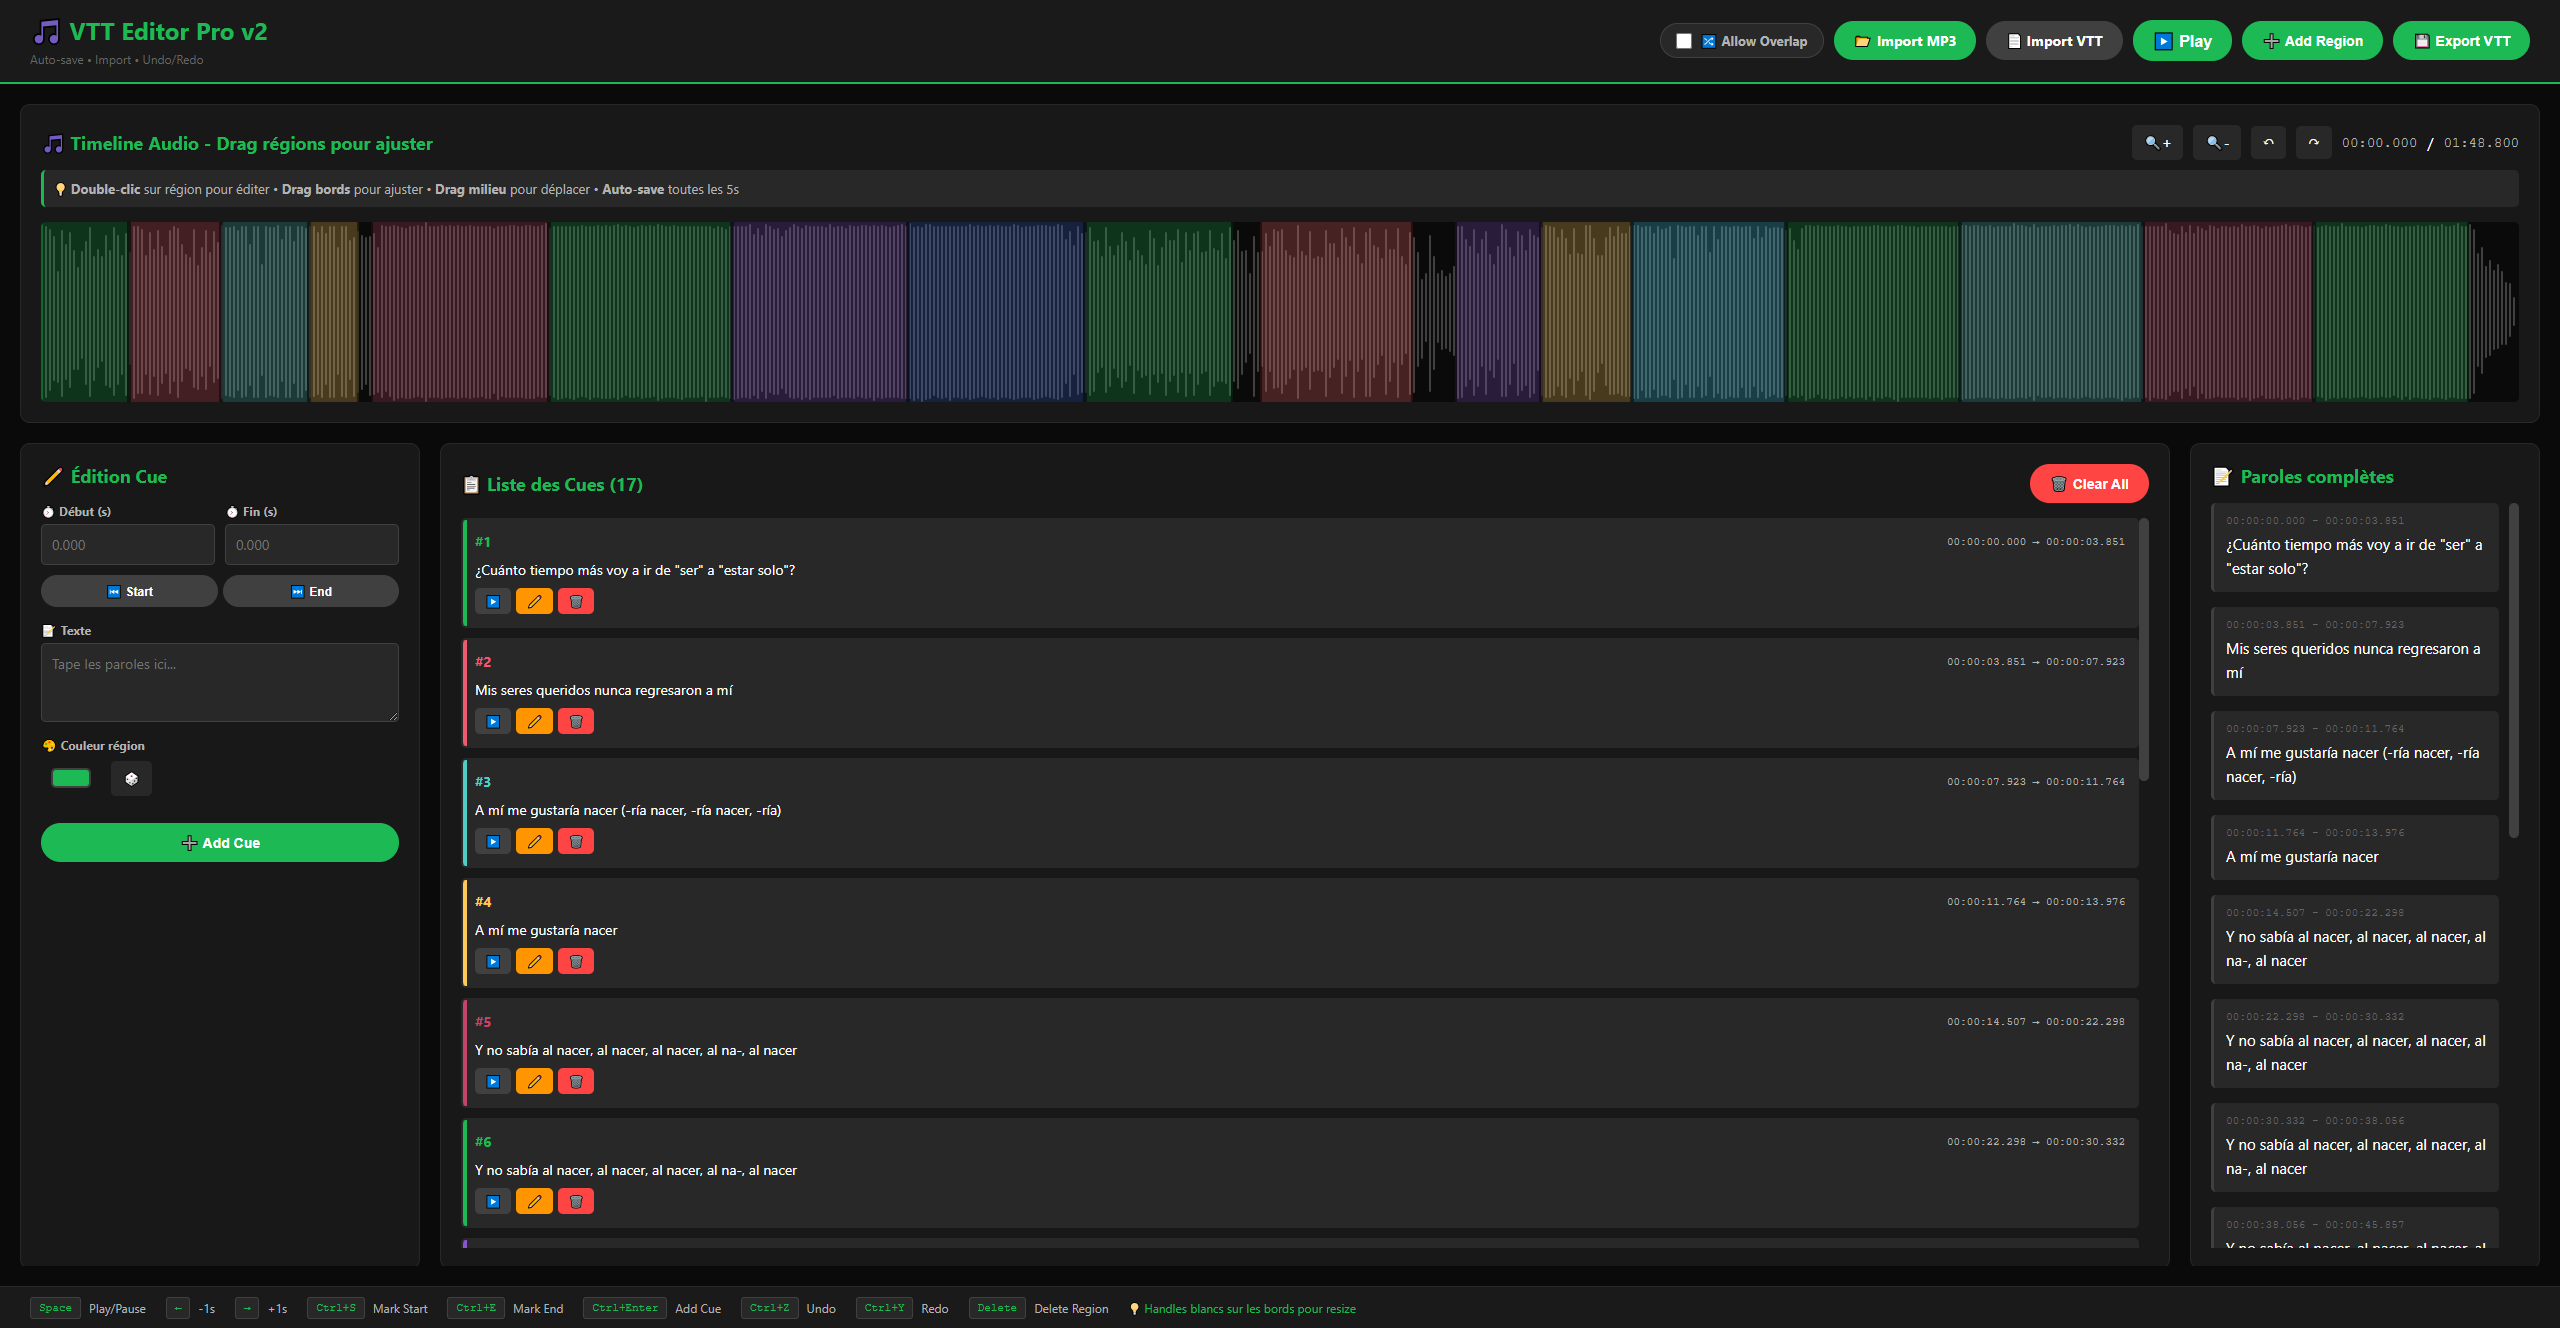 VTT Editor Pro v2
Auto-save • Import • Undo/Redo
Allow Overlap
Import MP3
Import VTT
Play
Add Region
Export VTT
Timeline Audio - Drag régions pour ajuster
+
-
00:00.000 / 01:48.800
Double-clic sur région pour éditer • Drag bords pour ajuster • Drag milieu pour déplacer • Auto-save toutes les 5s
Édition Cue
Début (s)
Fin (s)
0.000
0.000
Start
End
Texte
Tape les paroles ici...
Couleur région
Add Cue
Liste des Cues (17)
Clear All
#1
00:00:00.000 → 00:00:03.851
¿Cuánto tiempo más voy a ir de "ser" a "estar solo"?
#2
00:00:03.851 → 00:00:07.923
Mis seres queridos nunca regresaron a mí
#3
00:00:07.923 → 00:00:11.764
A mí me gustaría nacer (-ría nacer, -ría nacer, -ría)
#4
00:00:11.764 → 00:00:13.976
A mí me gustaría nacer
#5
00:00:14.507 → 00:00:22.298
Y no sabía al nacer, al nacer, al nacer, al na-, al nacer
#6
00:00:22.298 → 00:00:30.332
Y no sabía al nacer, al nacer, al nacer, al na-, al nacer
Paroles complètes
00:00:00.000 - 00:00:03.851
¿Cuánto tiempo más voy a ir de "ser" a
"estar solo"?
00:00:03.851 - 00:00:07.923
Mis seres queridos nunca regresaron a
mí
00:00:07.923 - 00:00:11.764
A mí me gustaría nacer (-ría nacer, -ría
nacer, -ría)
00:00:11.764 - 00:00:13.976
A mí me gustaría nacer
00:00:14.507 - 00:00:22.298
Y no sabía al nacer, al nacer, al nacer, al
na-, al nacer
00:00:22.298 - 00:00:30.332
Y no sabía al nacer, al nacer, al nacer, al
na-, al nacer
00:00:30.332 - 00:00:38.056
Y no sabía al nacer, al nacer, al nacer, al
na-, al nacer
00:00:38.056 - 00:00:45.857
Y no sabía al nacer, al nacer, al nacer, al
Space Play/Pause ← -1s → +1s Ctrl+S Mark Start Ctrl+E Mark End Ctrl+Enter Add Cue Ctrl+Z Undo Ctrl+Y Redo Delete Delete Region Handles blancs sur les bords pour resize